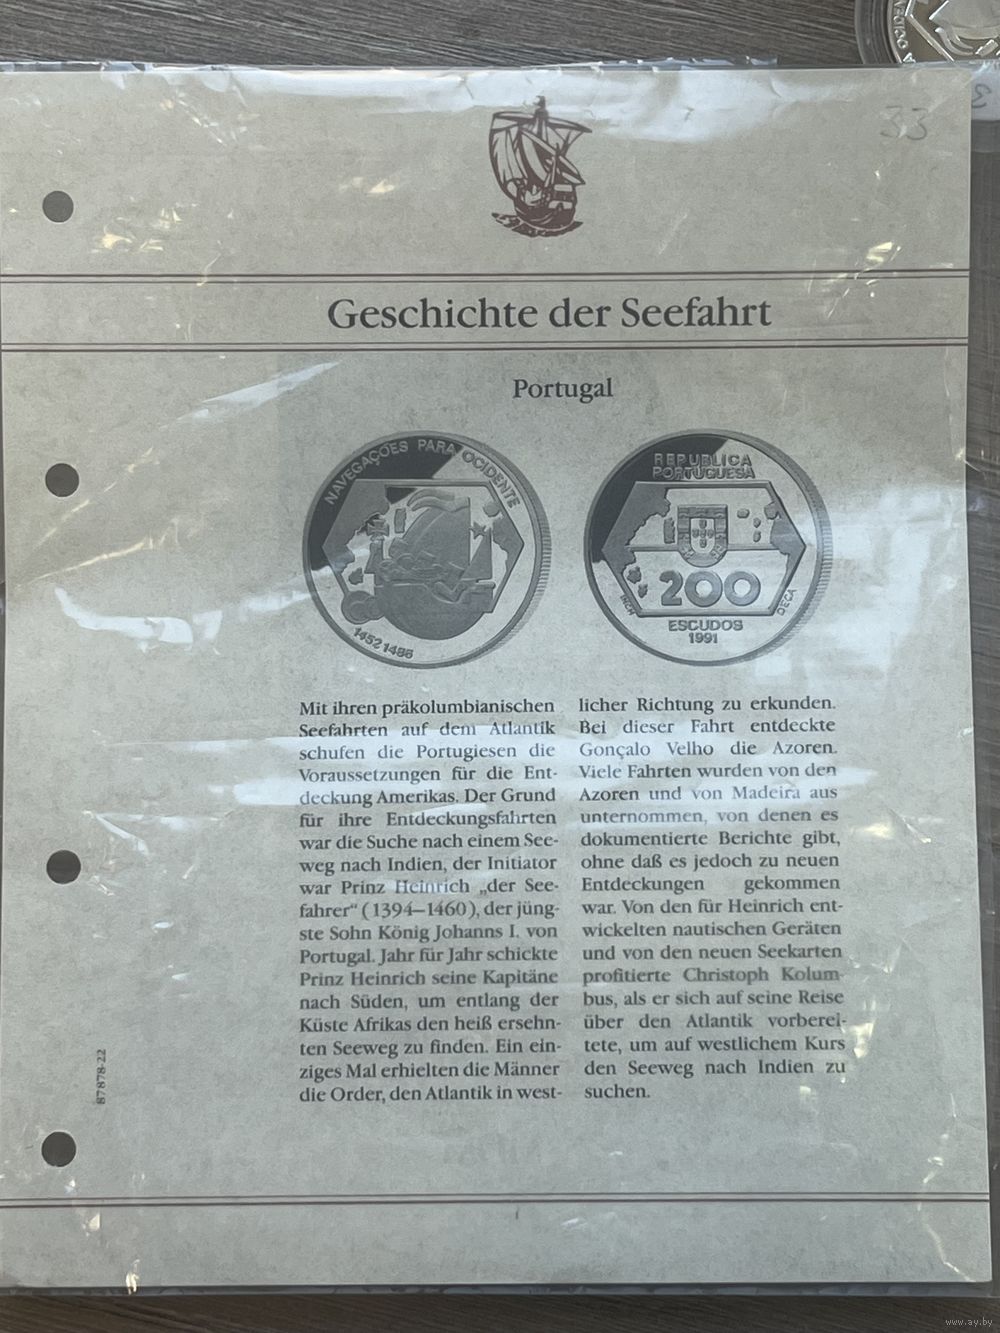 33
Geschichte der Seefahrt
Portugal
NAVEGAÇÕES PARA OCIDENTE
1452 1486
REPUBLICA
PORTUGUESA
200
INCM
DECA
ESCUDOS
1991
Mit ihren präkolumbianischen
Seefahrten auf dem Atlantik
schufen die Portugiesen die
Voraussetzungen für die Ent-
deckung Amerikas. Der Grund
für ihre Entdeckungsfahrten
war die Suche nach einem See-
weg nach Indien, der Initiator
war Prinz Heinrich „der See-
fahrer“ (1394–1460), der jüng-
ste Sohn König Johanns I. von
Portugal. Jahr für Jahr schickte
Prinz Heinrich seine Kapitäne
nach Süden, um entlang der
Küste Afrikas den heiß ersehn-
ten Seeweg zu finden. Ein ein-
ziges Mal erhielten die Männer
die Order, den Atlantik in west-
licher Richtung zu erkunden.
Bei dieser Fahrt entdeckte
Gonçalo Velho die Azoren.
Viele Fahrten wurden von den
Azoren und von Madeira aus
unternommen, von denen es
dokumentierte Berichte gibt,
ohne daß es jedoch zu neuen
Entdeckungen gekommen
war. Von den für Heinrich ent-
wickelten nautischen Geräten
und von den neuen Seekarten
profitierte Christoph Kolum-
bus, als er sich auf seine Reise
über den Atlantik vorberei-
tete, um auf westlichem Kurs
den Seeweg nach Indien zu
suchen.
87878-22
www.ay.by